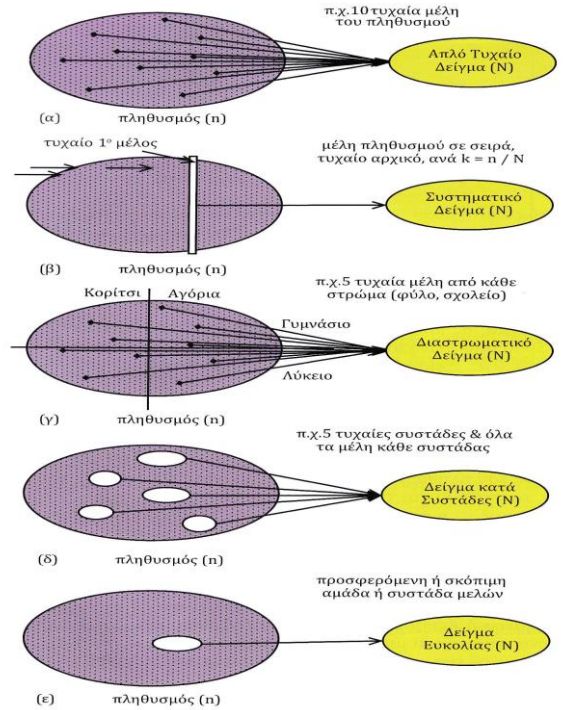 π.χ.10 τυχαία μέλη
του πληθυσμού
Απλό Τυχαίο
Δείγμα (Ν)
(α)
πληθυσμός (n)
τυχαίο 1º μέλος
μέλη πληθυσμού σε σειρά,
τυχαίο αρχικό, ανά k = n / N
Συστηματικό
Δείγμα (Ν)
(β)
πληθυσμός (n)
Κορίτσι
Αγόρια
π.χ.5 τυχαία μέλη από κάθε
στρώμα (φύλο, σχολείο)
Γυμνάσιο
Διαστρωματικό
Δείγμα (Ν)
Λύκειο
(γ)
πληθυσμός (n)
π.χ.5 τυχαίες συστάδες & όλα
τα μέλη κάθε συστάδας
Δείγμα κατά
Συστάδες (Ν)
(δ)
πληθυσμός (n)
προσφερόμενη ή σκόπιμη
αμάδα ή συστάδα μελών
Δείγμα
Ευκολίας (Ν)
(ε)
πληθυσμός (n)